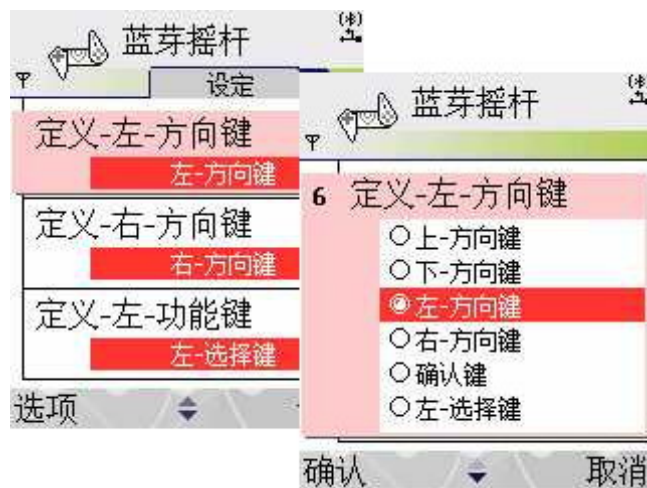 蓝芽摇杆
设定
定义-左-方向键
左-方向键
定义-右-方向键
右-方向键
定义-左-功能键
左-选择键
选项
蓝芽摇杆
6 定义-左-方向键
上-方向键
下-方向键
左-方向键
右-方向键
确认键
左-选择键
确认 取消